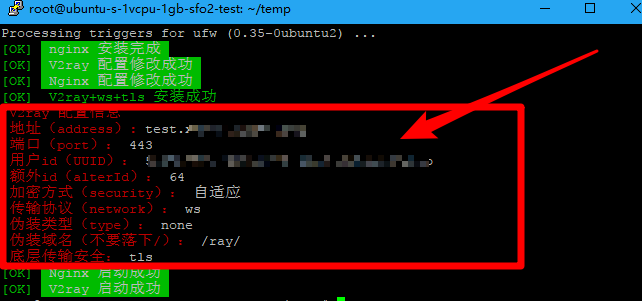 root@ubuntu-s-1vcpu-1gb-sfo2-test: ~/temp
Processing triggers for ufw (0.35-0ubuntu2) ...
[OK] nginx 安装完成
[OK] V2ray 配置修改成功
[OK] Nginx 配置修改成功
[OK] V2ray+ws+tls 安装成功
V2ray 配置信息
地址（address）: test.
端口（port）： 443
用户id（UUID）：
额外id（alterId）： 64
加密方式（security）： 自适应
传输协议（network）： ws
伪装类型（type）： none
伪装域名（不要落下/）： /ray/
底层传输安全： tls
[OK] Nginx 启动成功
[OK] V2ray 启动成功